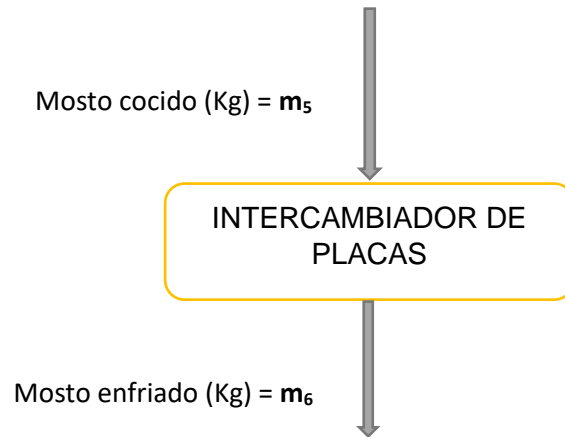 Mosto cocido (Kg) = m₅
INTERCAMBIADOR DE
PLACAS
Mosto enfriado (Kg) = m₆